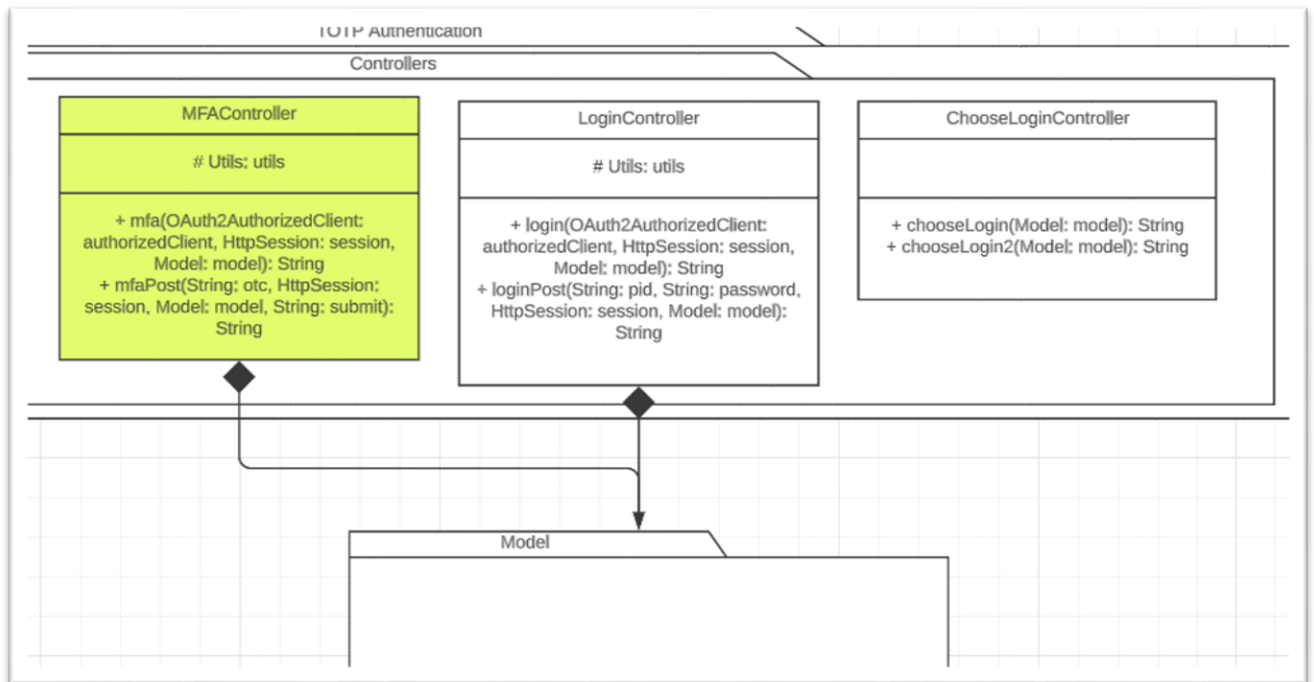 TOTP Authentication
Controllers
MFAController
# Utils: utils
+ mfa(OAuth2AuthorizedClient:
authorizedClient, HttpSession: session,
Model: model): String
+ mfaPost(String: otc, HttpSession:
session, Model: model, String: submit):
String
LoginController
# Utils: utils
+ login(OAuth2AuthorizedClient:
authorizedClient, HttpSession: session,
Model: model): String
+ loginPost(String: pid, String: password,
HttpSession: session, Model: model):
String
ChooseLoginController
+ chooseLogin(Model: model): String
+ chooseLogin2(Model: model): String
Model